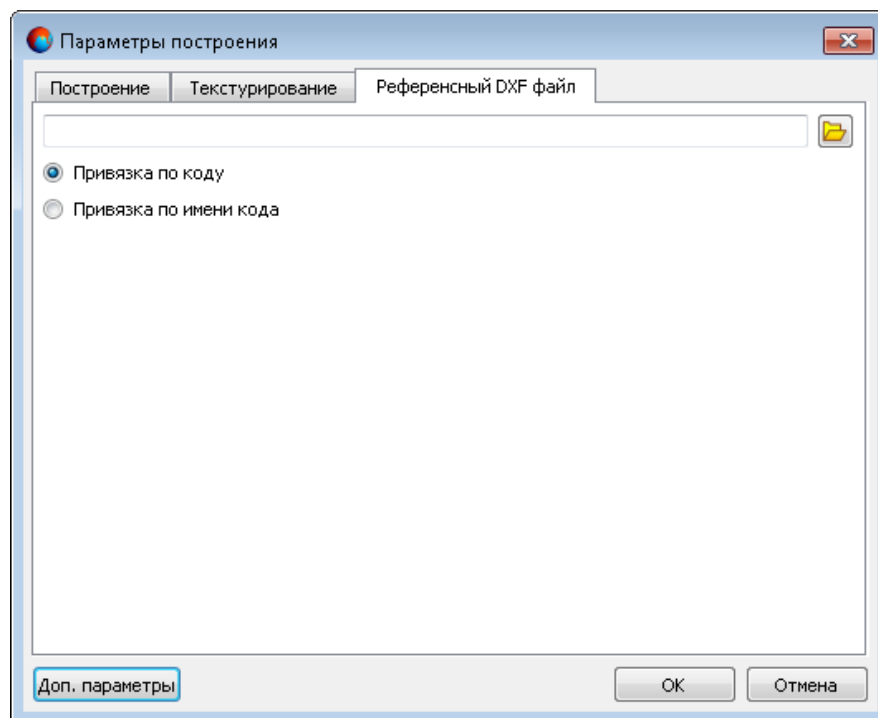 Параметры построения
Построение Текстурирование Референсный DXF файл
Привязка по коду
Привязка по имени кода
Доп. параметры OK Отмена